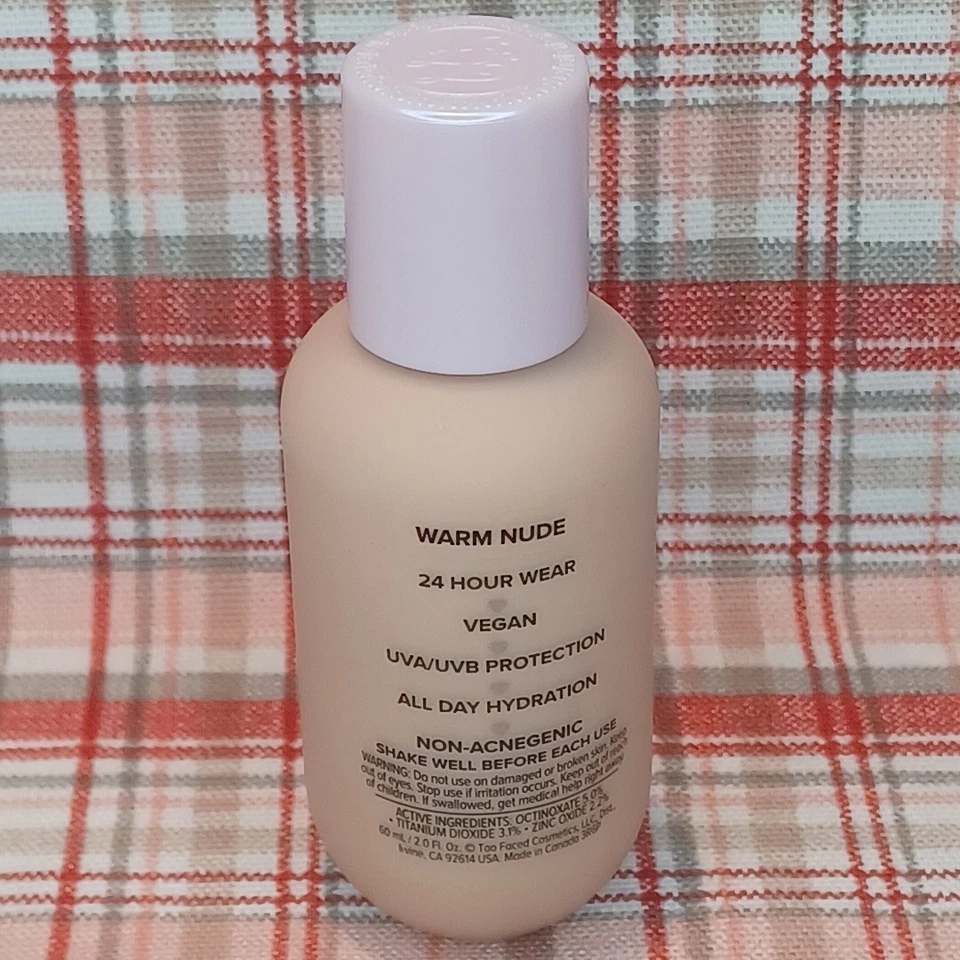 WARM NUDE
24 HOUR WEAR
VEGAN
UVA/UVB PROTECTION
ALL DAY HYDRATION
NON-ACNEGENIC
SHAKE WELL BEFORE EACH USE
WARNING: Do not use on damaged or broken skin. Keep
out of eyes. Stop use if irritation occurs. Keep out of reach
of children. If swallowed, get medical help right away.
ACTIVE INGREDIENTS: OCTINOXATE 5.0%
• TITANIUM DIOXIDE 3.1% • ZINC OXIDE 2.2%
60 mL / 2.0 Fl. Oz. © Too Faced Cosmetics, LLC, Dist.
Irvine, CA 92614 USA. Made in Canada